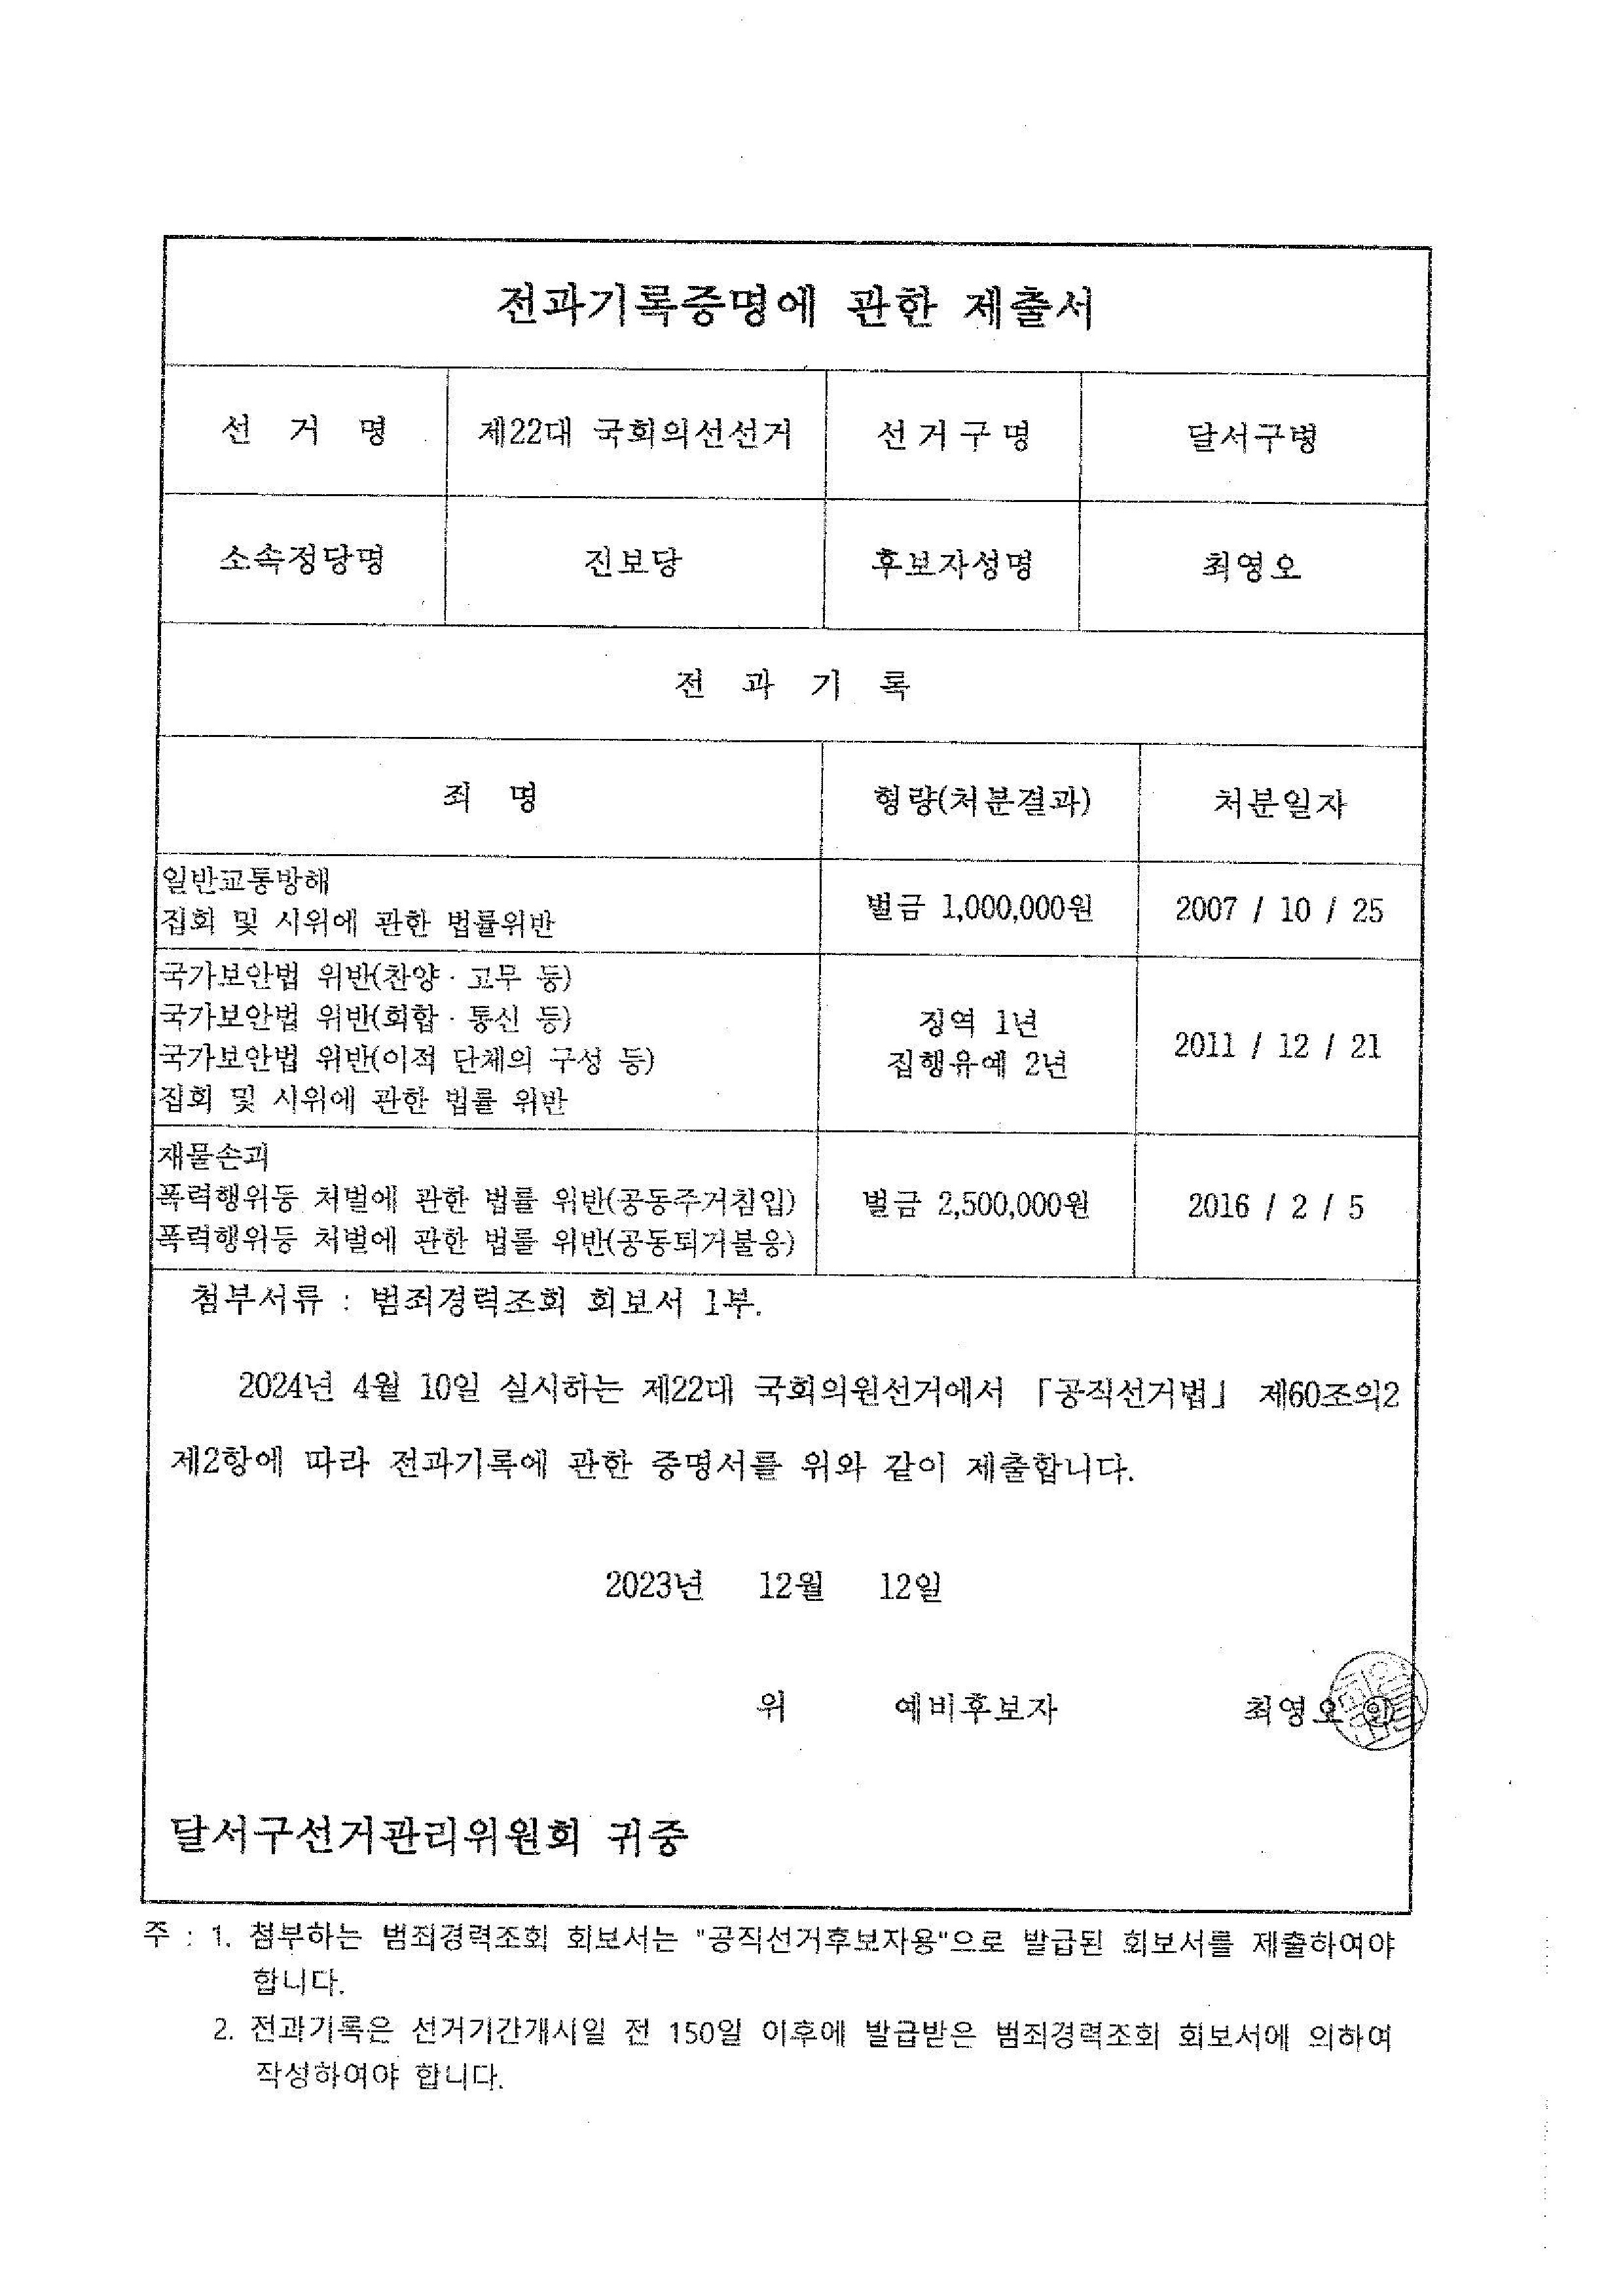 전과기록증명에 관한 제출서
선 거 명 제22대 국회의선선거 선거구명 달서구병
소속정당명 진보당 후보자성명 최영오
전 과 기 록
죄 명 형량(처분결과) 처분일자
일반교통방해
집회 및 시위에 관한 법률위반
벌금 1,000,000원 2007 / 10 / 25
국가보안법 위반(찬양·고무 등)
국가보안법 위반(회합·통신 등)
국가보안법 위반(이적 단체의 구성 등)
집회 및 시위에 관한 법률 위반
징역 1년
집행유예 2년
2011 / 12 / 21
재물손괴
폭력행위등 처벌에 관한 법률 위반(공동주거침입)
폭력행위등 처벌에 관한 법률 위반(공동퇴거불응)
벌금 2,500,000원 2016 / 2 / 5
첨부서류 : 범죄경력조회 회보서 1부.
2024년 4월 10일 실시하는 제22대 국회의원선거에서 「공직선거법」 제60조의2
제2항에 따라 전과기록에 관한 증명서를 위와 같이 제출합니다.
2023년 12월 12일
위 예비후보자 최영오 ㊞
달서구선거관리위원회 귀중
주 : 1. 첨부하는 범죄경력조회 회보서는 "공직선거후보자용"으로 발급된 회보서를 제출하여야
합니다.
2. 전과기록은 선거기간개시일 전 150일 이후에 발급받은 범죄경력조회 회보서에 의하여
작성하여야 합니다.